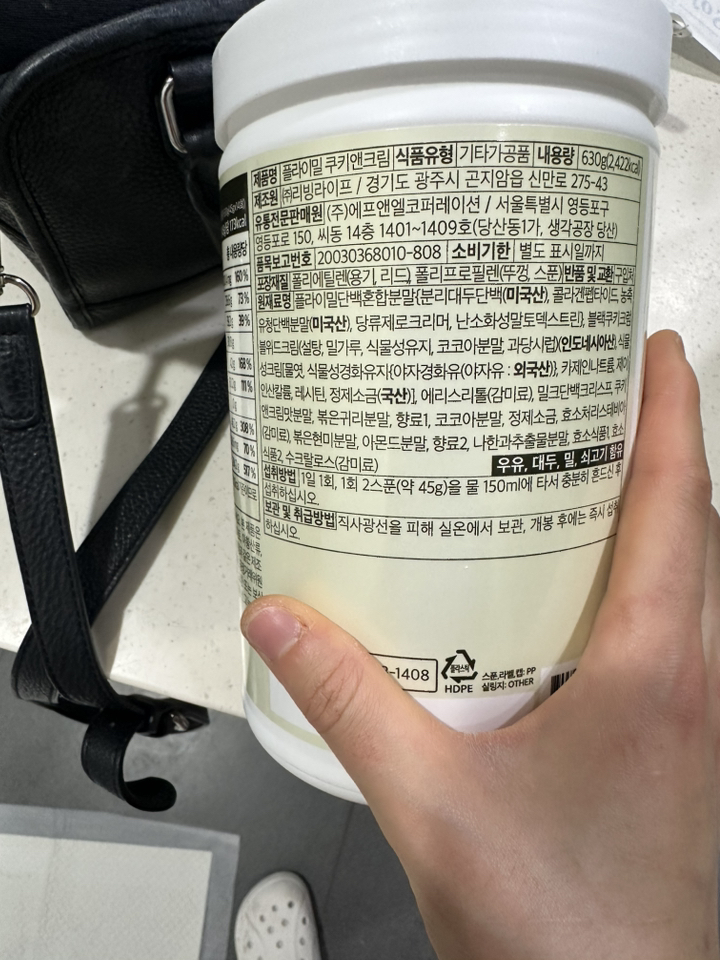 제품명 플라이밀 쿠키앤크림 식품유형 기타가공품 내용량 630g(2,422kcal)
제조원 (주)리빙라이프 / 경기도 광주시 곤지암읍 신만로 275-43
유통전문판매원 (주)에프앤엘코퍼레이션 / 서울특별시 영등포구
영등포로 150, 씨동 14층 1401~1409호(당산동1가, 생각공장 당산)
품목보고번호 20030368010-808 소비기한 별도 표시일까지
포장재질 폴리에틸렌(용기, 리드), 폴리프로필렌(뚜껑, 스푼) 반품 및 교환 구입처
원재료명 플라이밀단백혼합분말{분리대두단백(미국산), 콜라겐펩타이드, 농축
유청단백분말(미국산), 당류제로크리머, 난소화성말토덱스트린}, 블랙쿠키크럼
블위드크림[설탕, 밀가루, 식물성유지, 코코아분말, 과당시럽(인도네시아산), 식물
성크림{물엿, 식물성경화유지(야자경화유(야자유 : 외국산)}, 카제인나트륨, 제이
인산칼륨, 레시틴, 정제소금(국산)], 에리스리톨(감미료), 밀크단백크리스프, 쿠키
앤크림맛분말, 볶은귀리분말, 향료1, 코코아분말, 정제소금, 효소처리스테비아
(감미료), 볶은현미분말, 아몬드분말, 향료2, 나한과추출물분말, 효소식품1, 효소
식품2, 수크랄로스(감미료) 우유, 대두, 밀, 쇠고기 함유
섭취방법 1일 1회, 1회 2스푼(약 45g)을 물 150ml에 타서 충분히 흔드신 후
섭취하십시오.
보관 및 취급방법 직사광선을 피해 실온에서 보관, 개봉 후에는 즉시 섭취
하십시오.
-1408
플라스틱
HDPE
스푼,라벨,캡: PP
실링지: OTHER
173kcal
160%
73%
39%
168%
111%
308%
70%
917%